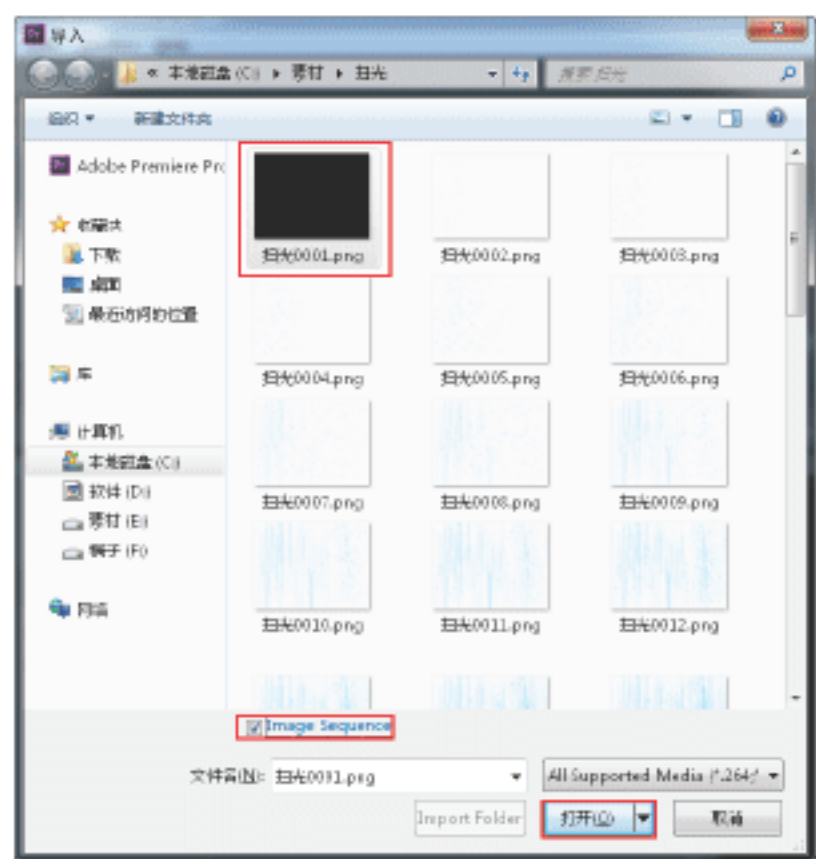 导入
« 本地磁盘 (C:) ▸ 素材 ▸ 扫光
搜索 扫光
组织 新建文件夹
Adobe Premiere Pro
收藏夹
下载
桌面
最近访问的位置
库
计算机
本地磁盘 (C:)
软件 (D:)
素材 (E:)
(F:)
网络
扫光0001.png 扫光0002.png 扫光0003.png
扫光0004.png 扫光0005.png 扫光0006.png
扫光0007.png 扫光0008.png 扫光0009.png
扫光0010.png 扫光0011.png 扫光0012.png
Image Sequence
文件名(N): 扫光0001.png
All Supported Media (*.264;*
Import Folder 打开(O) 取消